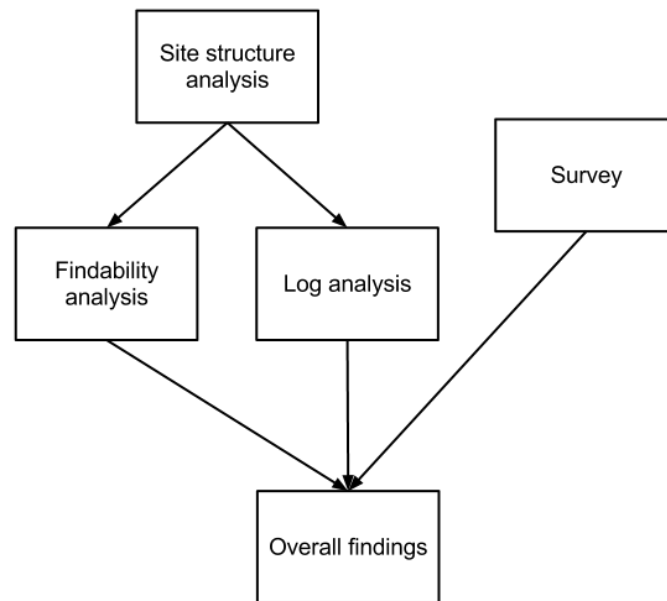 Site structure
analysis
Survey
Findability
analysis
Log analysis
Overall findings